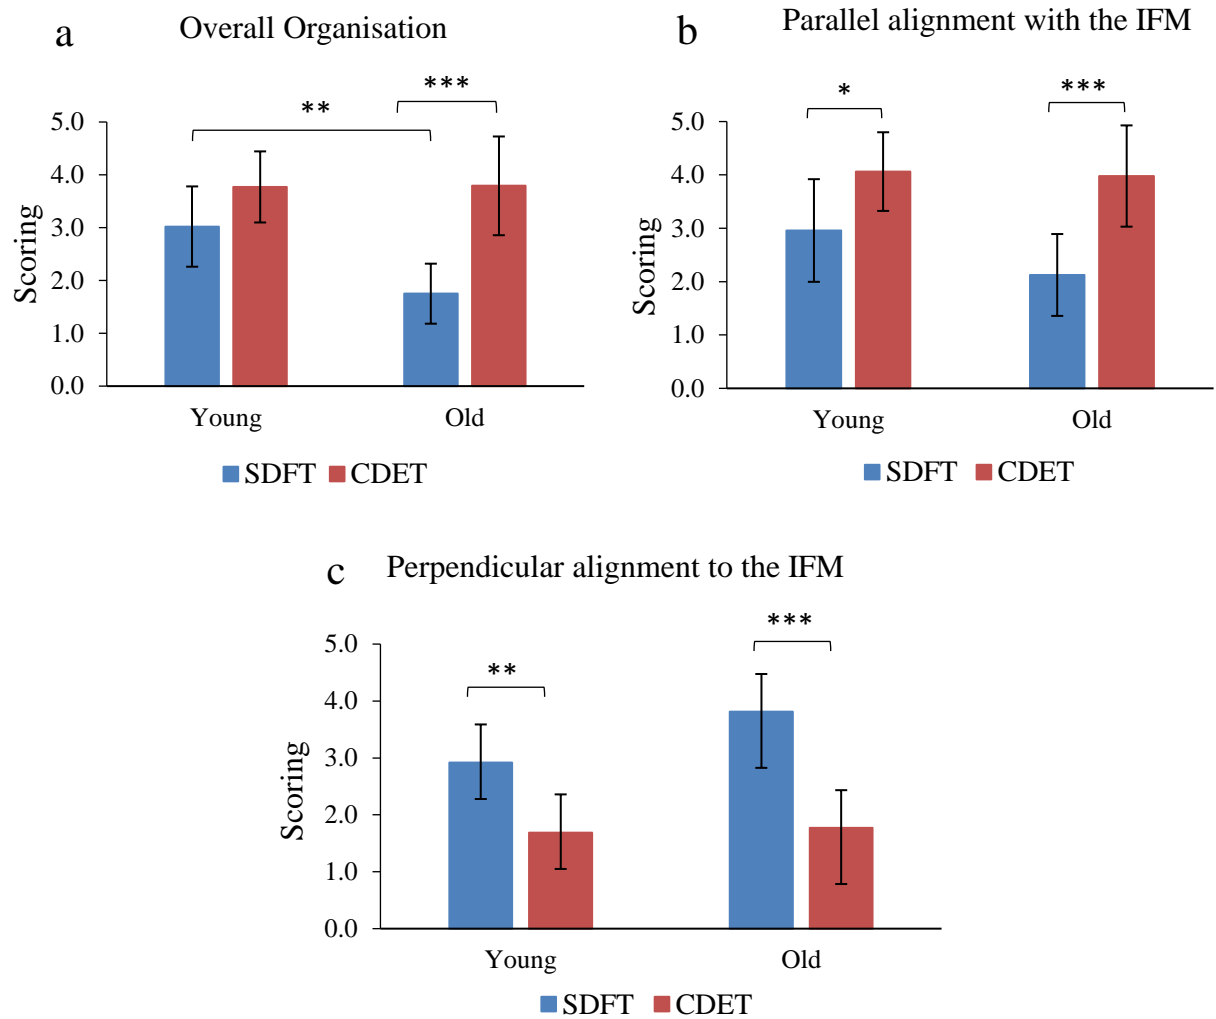 a Overall Organisation
** ***
Scoring
5.0
4.0
3.0
2.0
1.0
0.0
Young Old
SDFT CDET
b Parallel alignment with the IFM
* ***
Scoring
5.0
4.0
3.0
2.0
1.0
0.0
Young Old
SDFT CDET
c Perpendicular alignment to the IFM
** ***
Scoring
5.0
4.0
3.0
2.0
1.0
0.0
Young Old
SDFT CDET